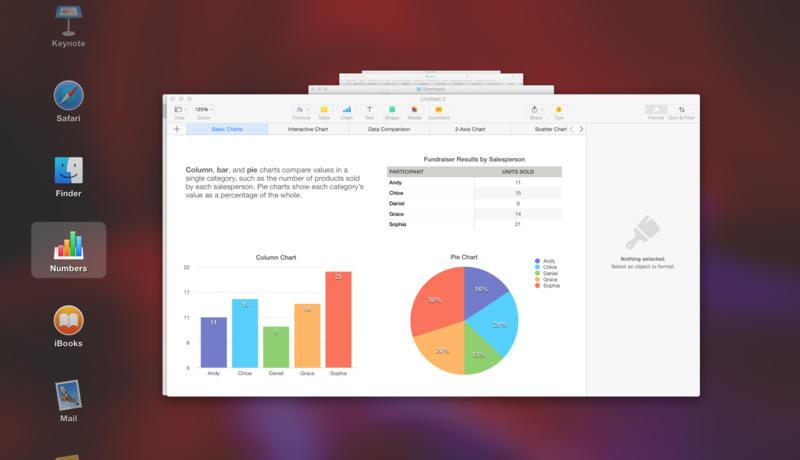 Keynote
Safari
Finder
Numbers
iBooks
Mail
Downloads
Untitled 2
125%
View
Zoom
Formula
Table
Chart
Text
Shape
Media
Comment
Share
Tips
Format
Sort & Filter
Basic Charts
Interactive Chart
Data Comparison
2-Axis Chart
Scatter Chart
Column, bar, and pie charts compare values in a
single category, such as the number of products sold
by each salesperson. Pie charts show each category's
value as a percentage of the whole.
Fundraiser Results by Salesperson
PARTICIPANT UNITS SOLD
Andy 11
Chloe 15
Daniel 9
Grace 14
Sophia 21
Column Chart
20
17
11
6
0
11
15
9
14
21
Andy Chloe Daniel Grace Sophia
Pie Chart
16%
21%
13%
20%
30%
Andy
Chloe
Daniel
Grace
Sophia
Nothing selected.
Select an object to format.